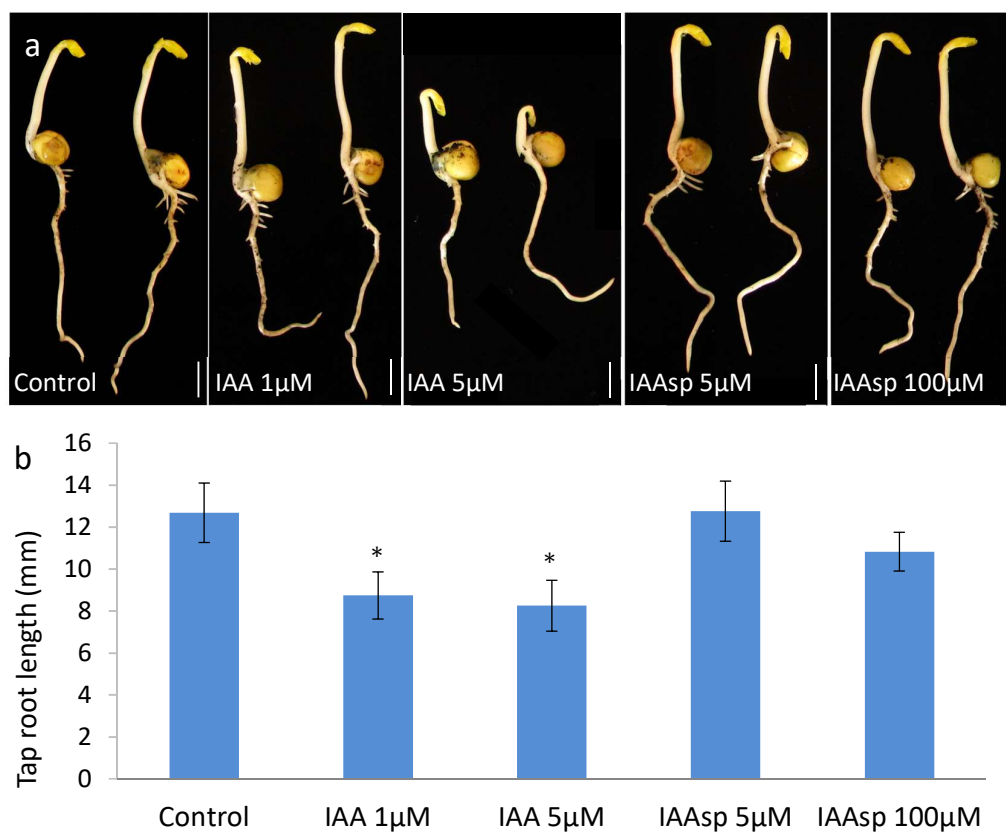 a
Control
IAA 1µM
IAA 5µM
IAAsp 5µM
IAAsp 100µM
b
Tap root length (mm)
16
14
12
10
8
6
4
2
0
*
*
Control
IAA 1µM
IAA 5µM
IAAsp 5µM
IAAsp 100µM